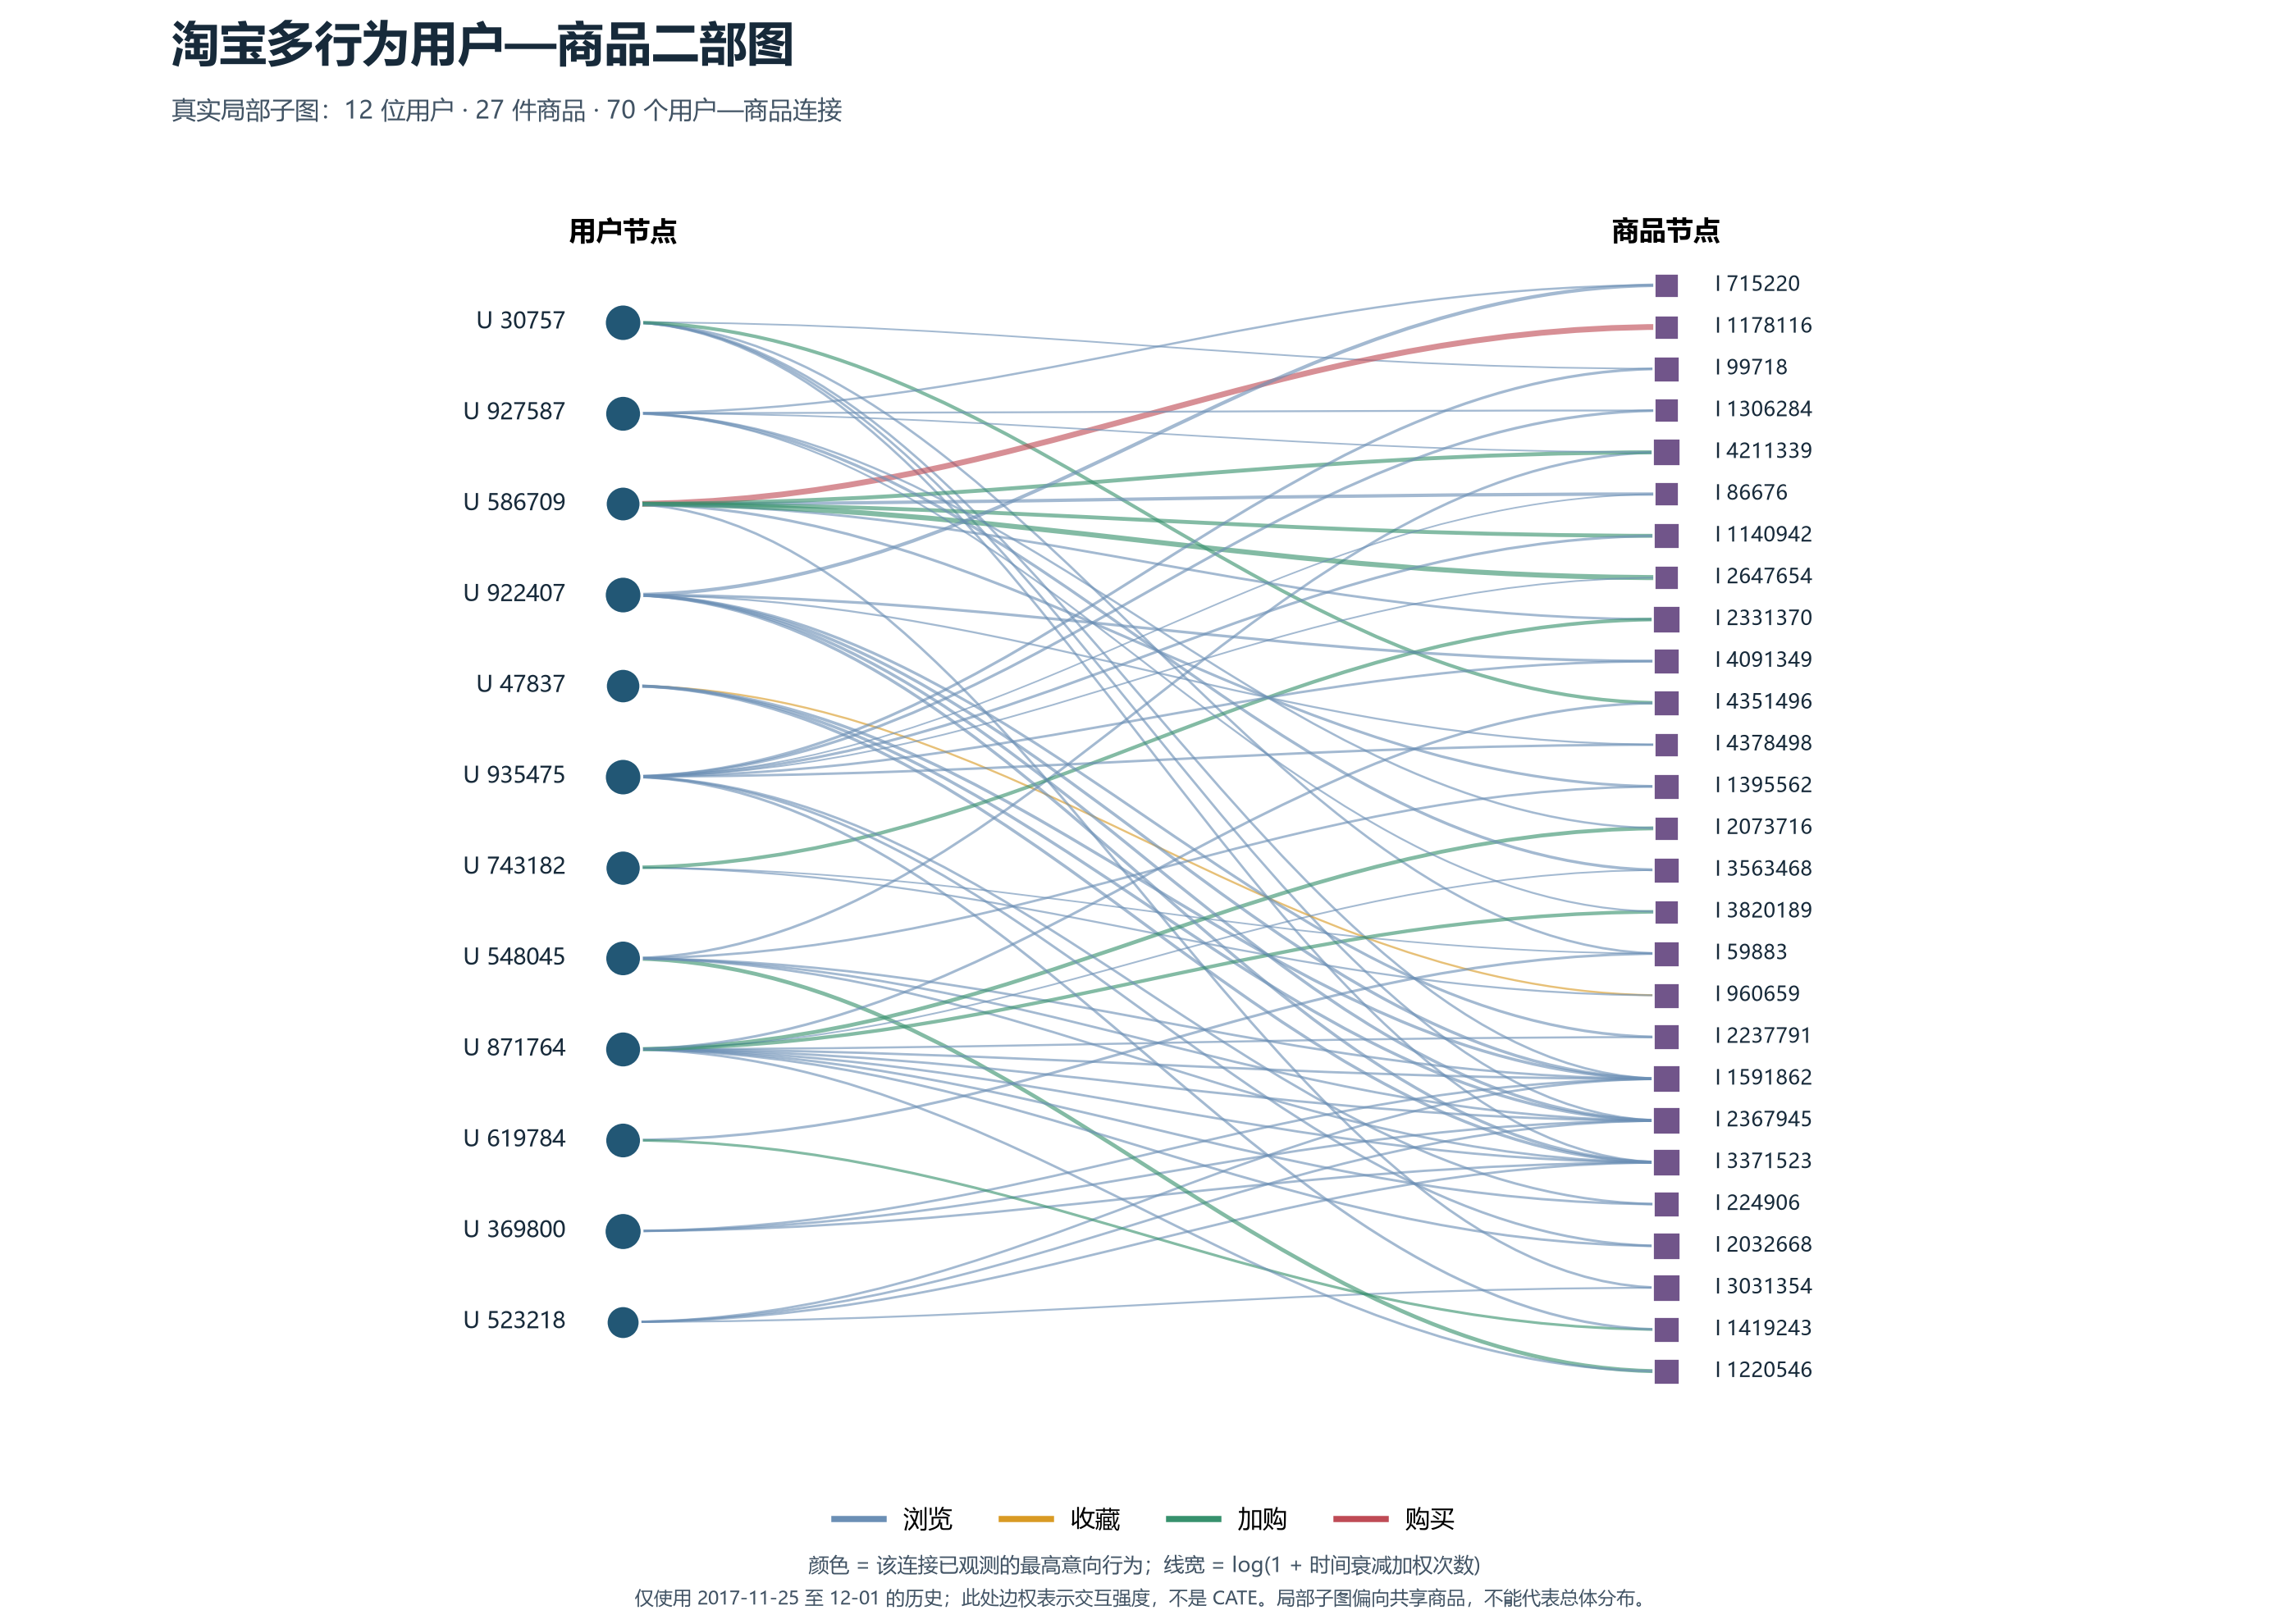 淘宝多行为用户—商品二部图
真实局部子图：12 位用户 · 27 件商品 · 70 个用户—商品连接
用户节点
商品节点
U 30757
U 927587
U 586709
U 922407
U 47837
U 935475
U 743182
U 548045
U 871764
U 619784
U 369800
U 523218
I 715220
I 1178116
I 99718
I 1306284
I 4211339
I 86676
I 1140942
I 2647654
I 2331370
I 4091349
I 4351496
I 4378498
I 1395562
I 2073716
I 3563468
I 3820189
I 59883
I 960659
I 2237791
I 1591862
I 2367945
I 3371523
I 224906
I 2032668
I 3031354
I 1419243
I 1220546
浏览 收藏 加购 购买
颜色 = 该连接已观测的最高意向行为；线宽 = log(1 + 时间衰减加权次数)
仅使用 2017-11-25 至 12-01 的历史；此处边权表示交互强度，不是 CATE。局部子图偏向共享商品，不能代表总体分布。